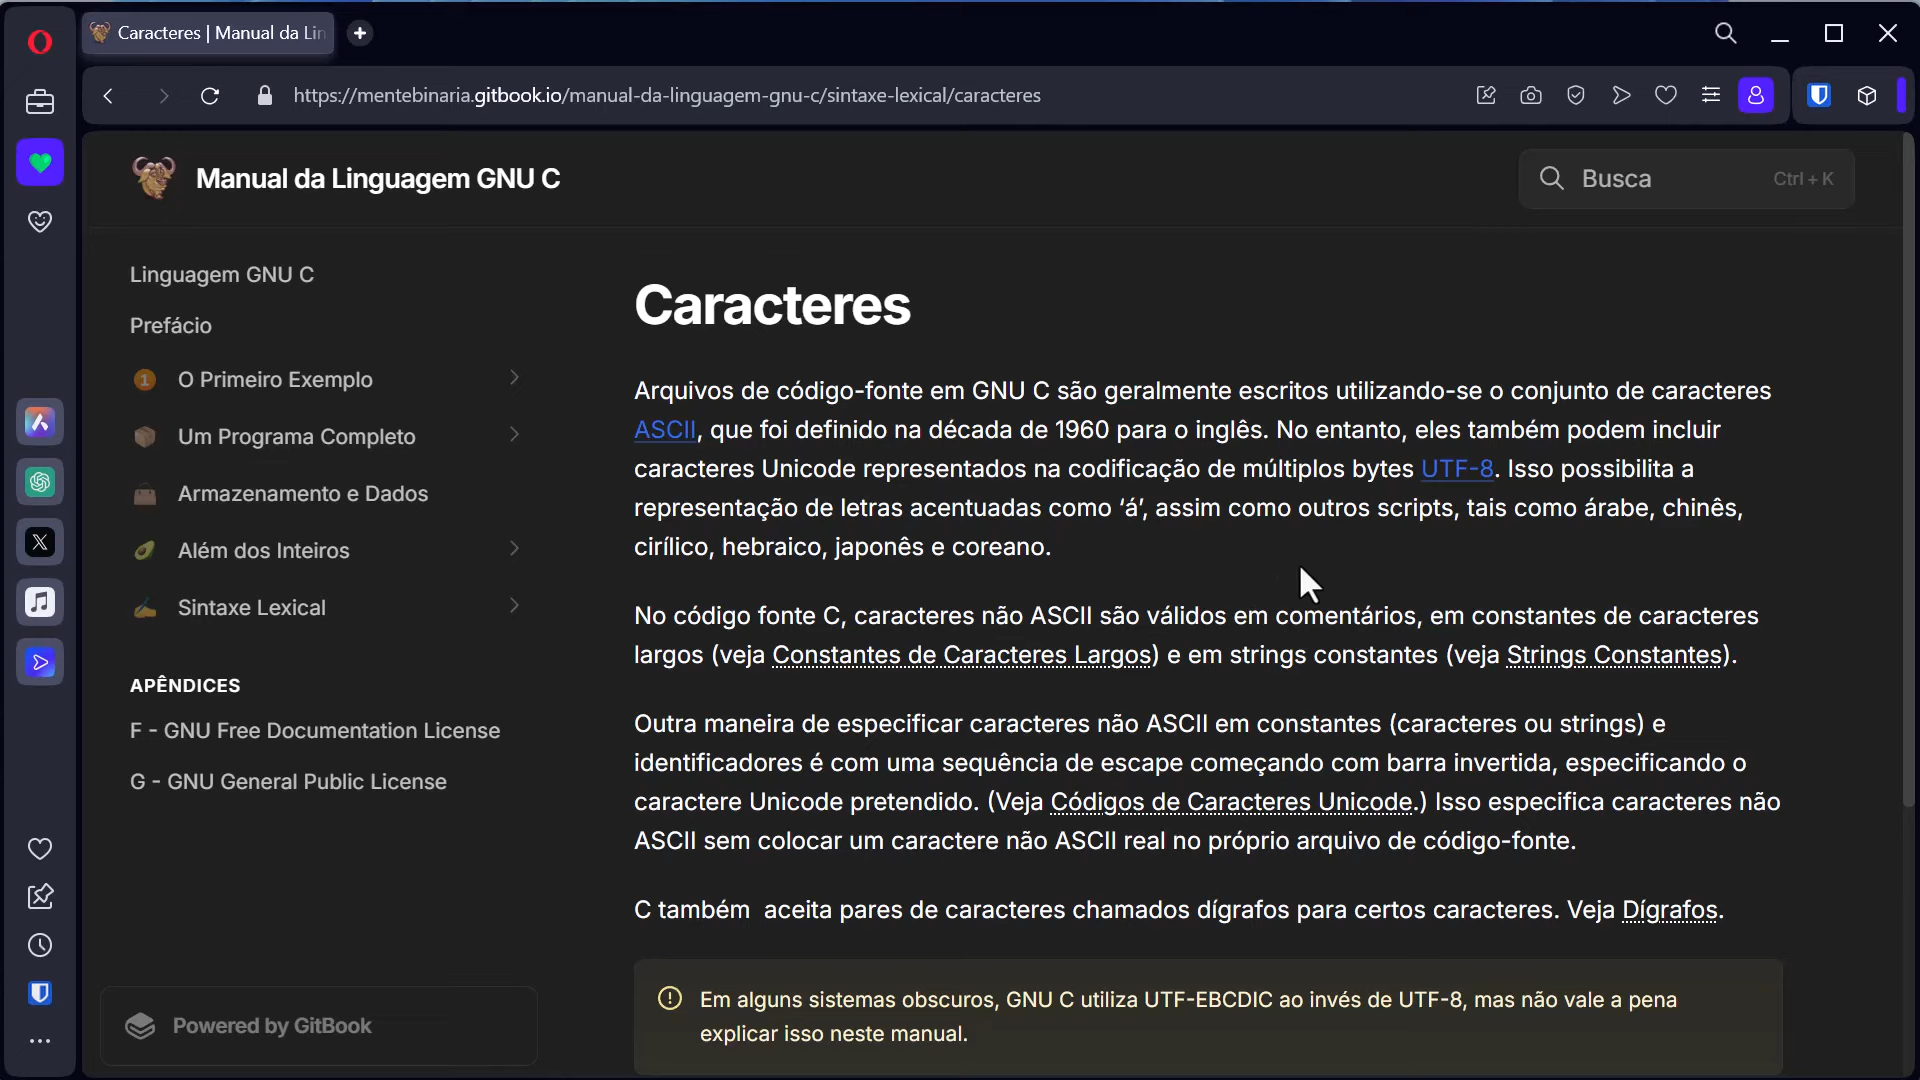 Caracteres | Manual da Lin
https://mentebinaria.gitbook.io/manual-da-linguagem-gnu-c/sintaxe-lexical/caracteres
Manual da Linguagem GNU C
Busca
Ctrl + K
Linguagem GNU C
Prefácio
1 O Primeiro Exemplo
Um Programa Completo
Armazenamento e Dados
Além dos Inteiros
Sintaxe Lexical
APÊNDICES
F - GNU Free Documentation License
G - GNU General Public License
Powered by GitBook
Caracteres
Arquivos de código-fonte em GNU C são geralmente escritos utilizando-se o conjunto de caracteres
ASCII, que foi definido na década de 1960 para o inglês. No entanto, eles também podem incluir
caracteres Unicode representados na codificação de múltiplos bytes UTF-8. Isso possibilita a
representação de letras acentuadas como ‘á’, assim como outros scripts, tais como árabe, chinês,
cirílico, hebraico, japonês e coreano.
No código fonte C, caracteres não ASCII são válidos em comentários, em constantes de caracteres
largos (veja Constantes de Caracteres Largos) e em strings constantes (veja Strings Constantes).
Outra maneira de especificar caracteres não ASCII em constantes (caracteres ou strings) e
identificadores é com uma sequência de escape começando com barra invertida, especificando o
caractere Unicode pretendido. (Veja Códigos de Caracteres Unicode.) Isso especifica caracteres não
ASCII sem colocar um caractere não ASCII real no próprio arquivo de código-fonte.
C também  aceita pares de caracteres chamados dígrafos para certos caracteres. Veja Dígrafos.
Em alguns sistemas obscuros, GNU C utiliza UTF-EBCDIC ao invés de UTF-8, mas não vale a pena
explicar isso neste manual.